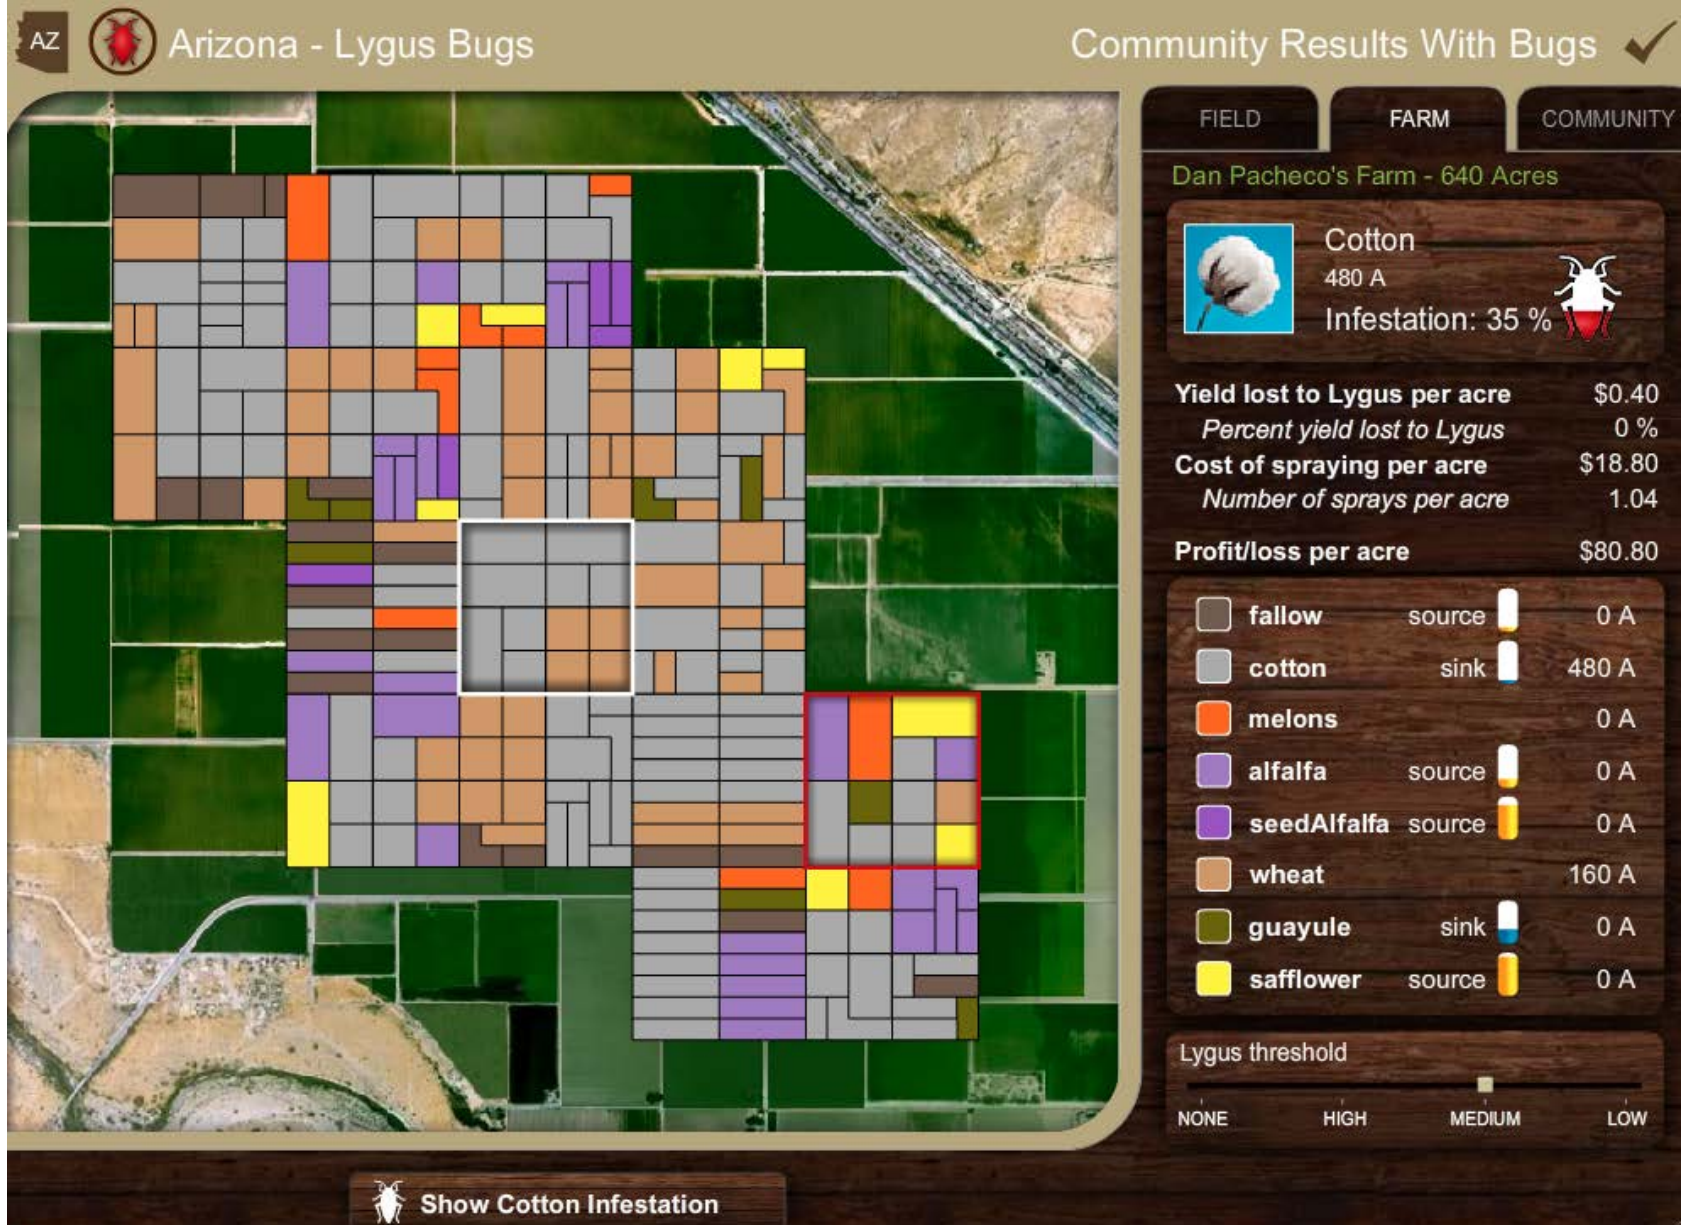 AZ
Arizona - Lygus Bugs
Community Results With Bugs
FIELD
FARM
COMMUNITY
Dan Pacheco's Farm - 640 Acres
Cotton
480 A
Infestation: 35 %
Yield lost to Lygus per acre $0.40
Percent yield lost to Lygus 0 %
Cost of spraying per acre $18.80
Number of sprays per acre 1.04
Profit/loss per acre $80.80
fallow source 0 A
cotton sink 480 A
melons 0 A
alfalfa source 0 A
seedAlfalfa source 0 A
wheat 160 A
guayule sink 0 A
safflower source 0 A
Lygus threshold
NONE HIGH MEDIUM LOW
Show Cotton Infestation